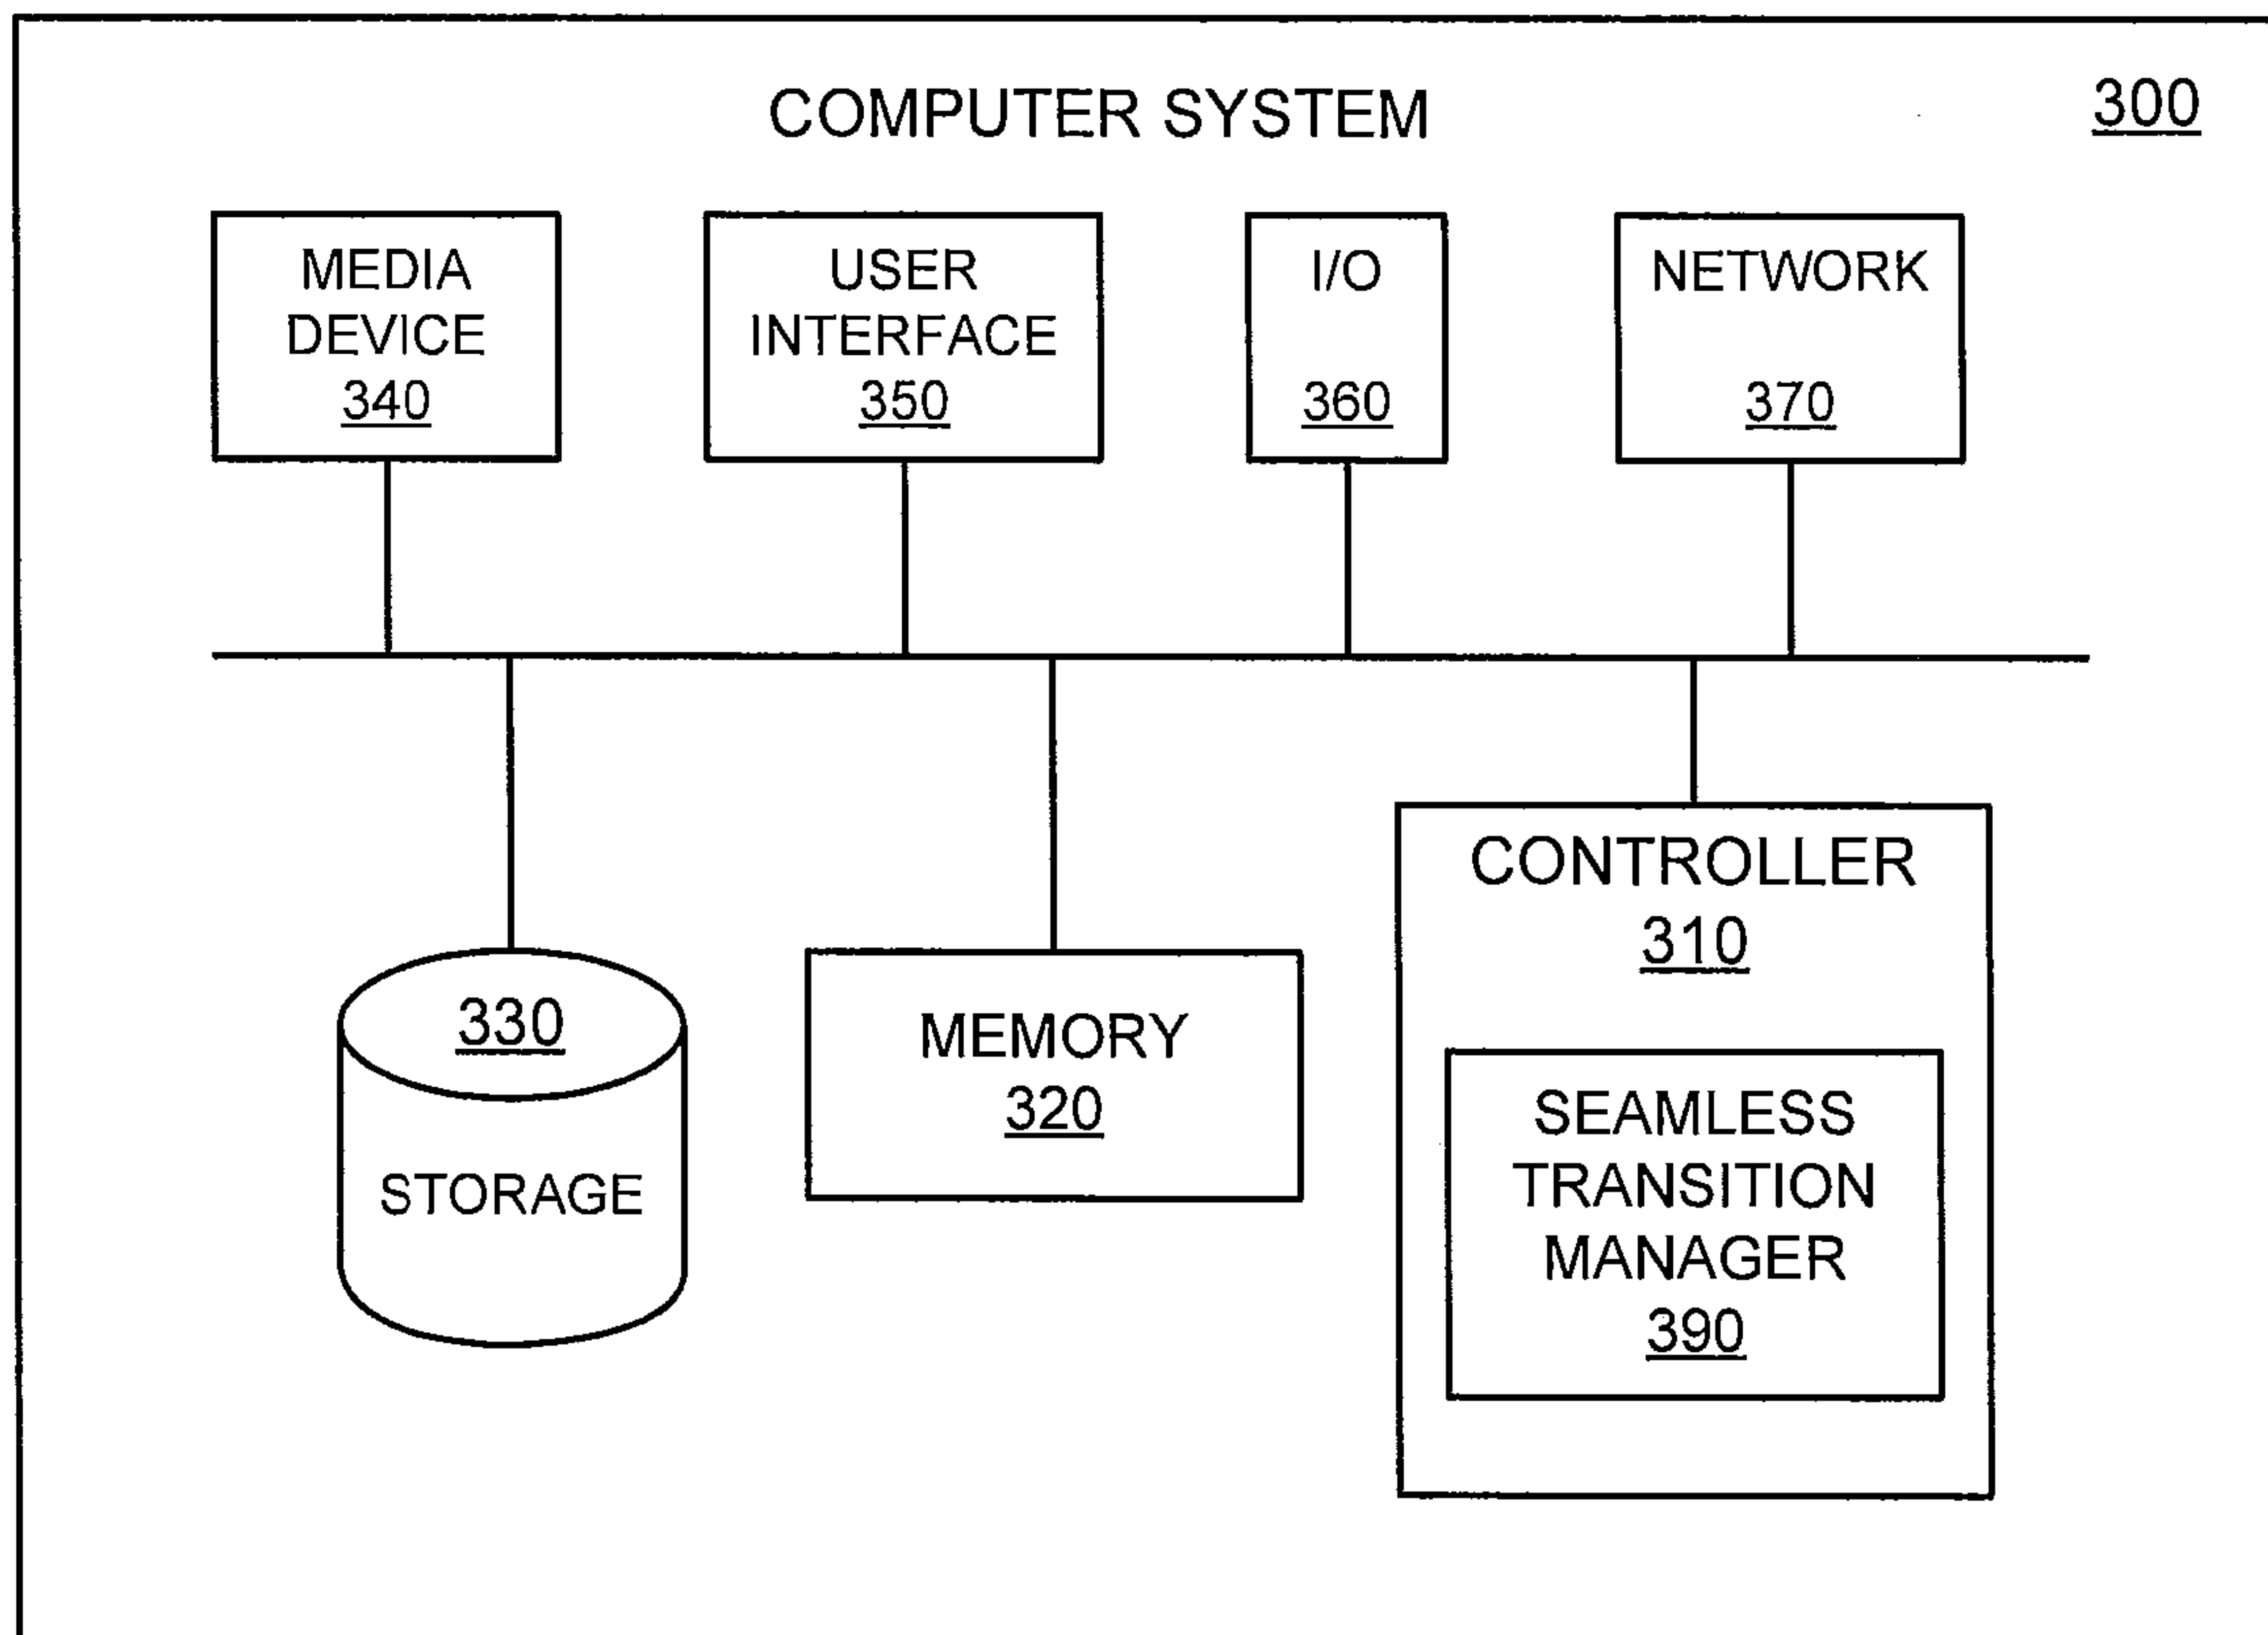 COMPUTER SYSTEM
300
MEDIA
DEVICE
340
USER
INTERFACE
350
I/O
360
NETWORK
370
330
STORAGE
MEMORY
320
CONTROLLER
310
SEAMLESS
TRANSITION
MANAGER
390